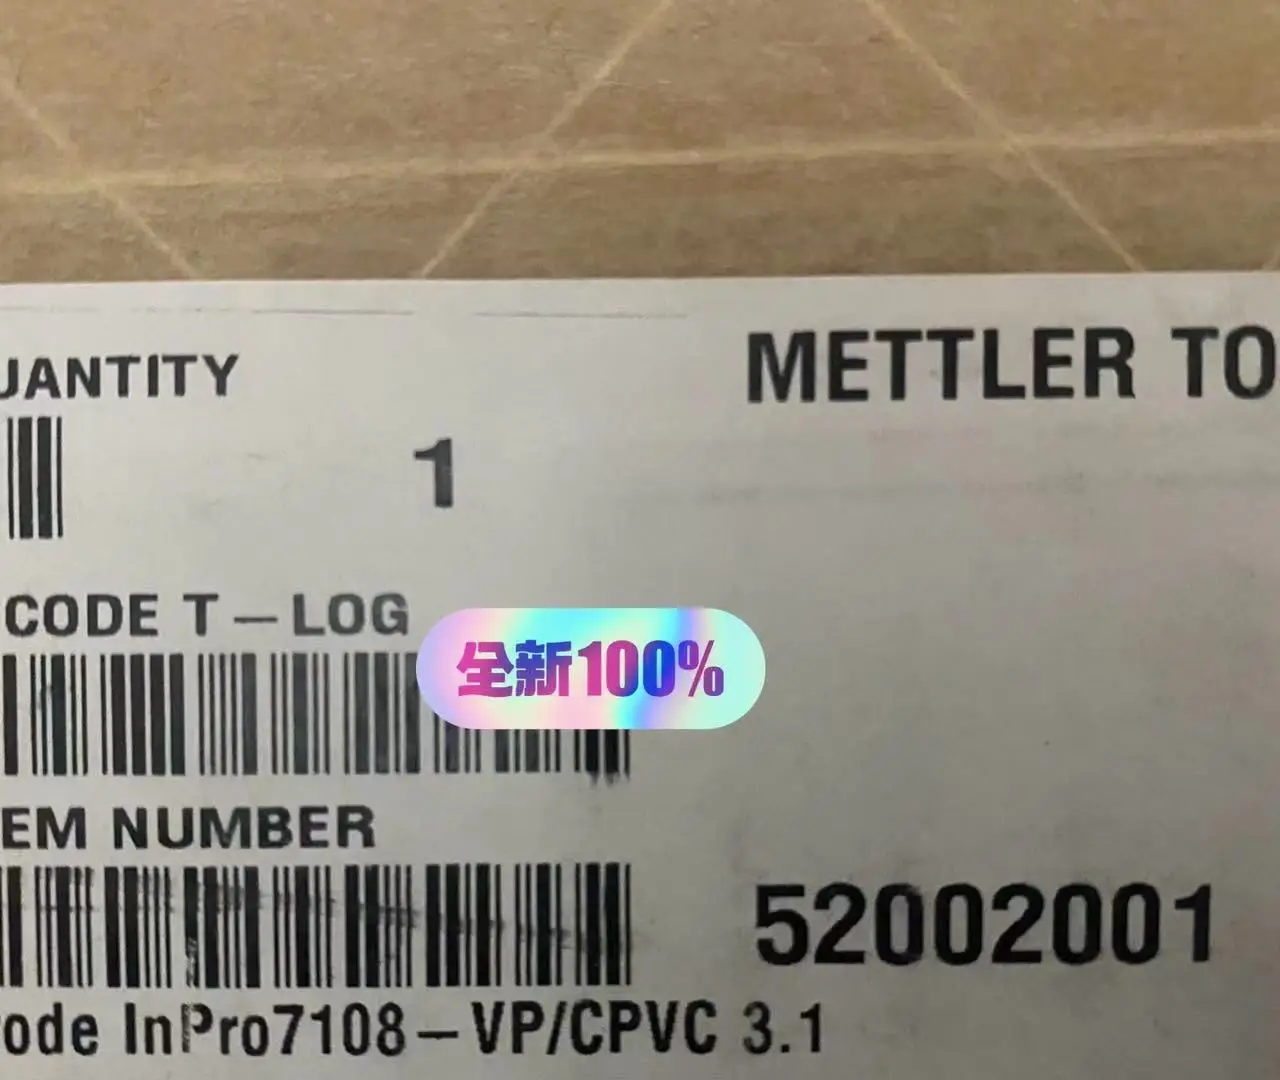 UANTITY
METTLER TO
1
CODE T-LOG
全新100%
EM NUMBER
52002001
ode InPro7108-VP/CPVC 3.1